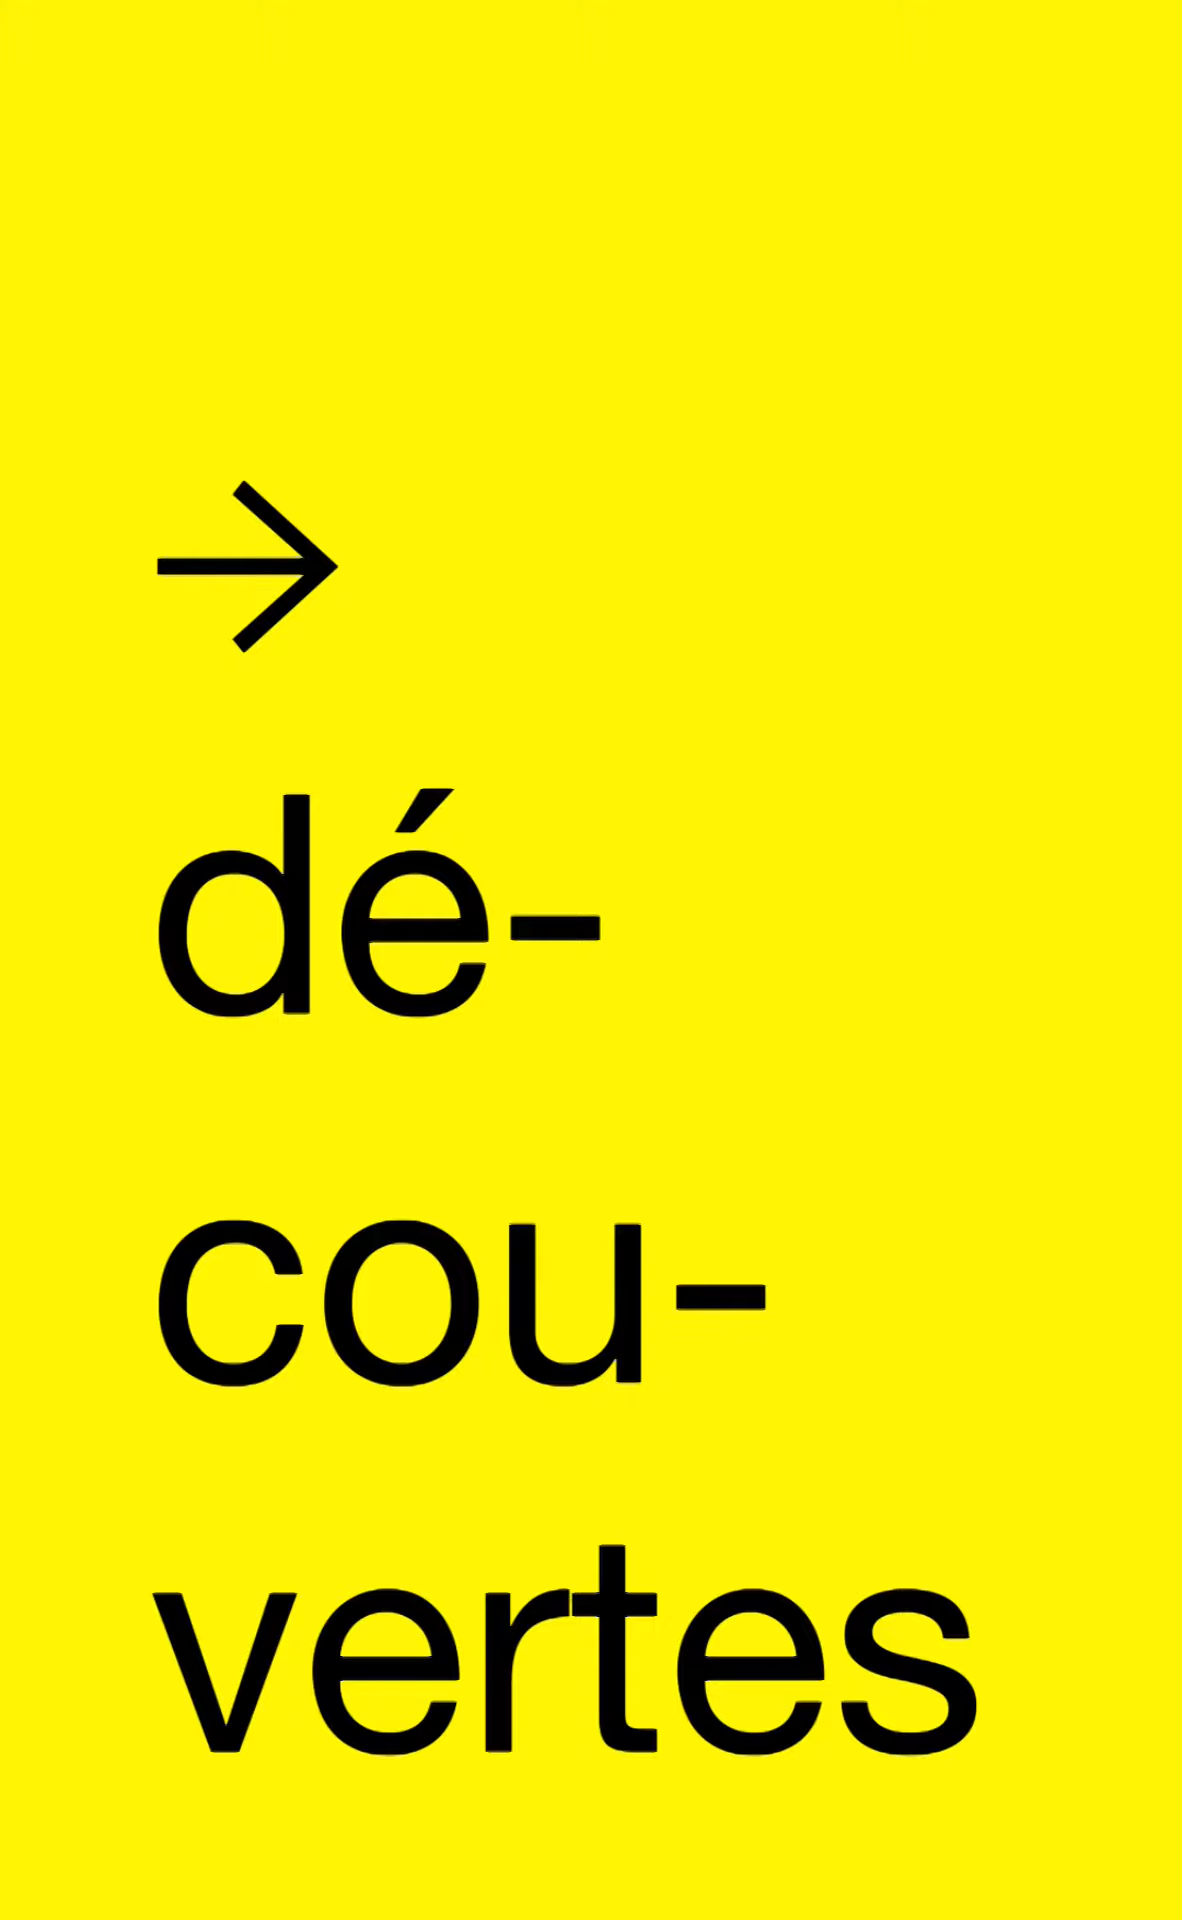 →
dé-
cou-
vertes